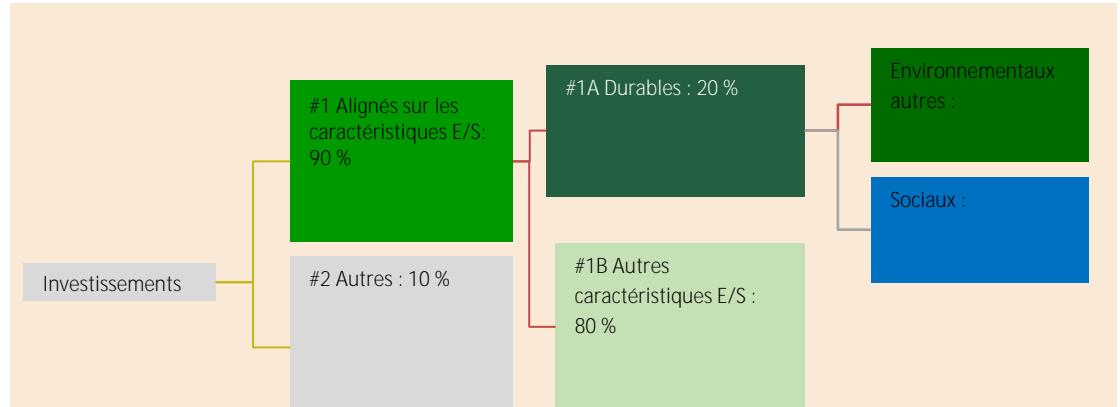 Investissements
#1 Alignés sur les
caractéristiques E/S:
90 %
#2 Autres : 10 %
#1A Durables : 20 %
#1B Autres
caractéristiques E/S :
80 %
Environnementaux
autres :
Sociaux :